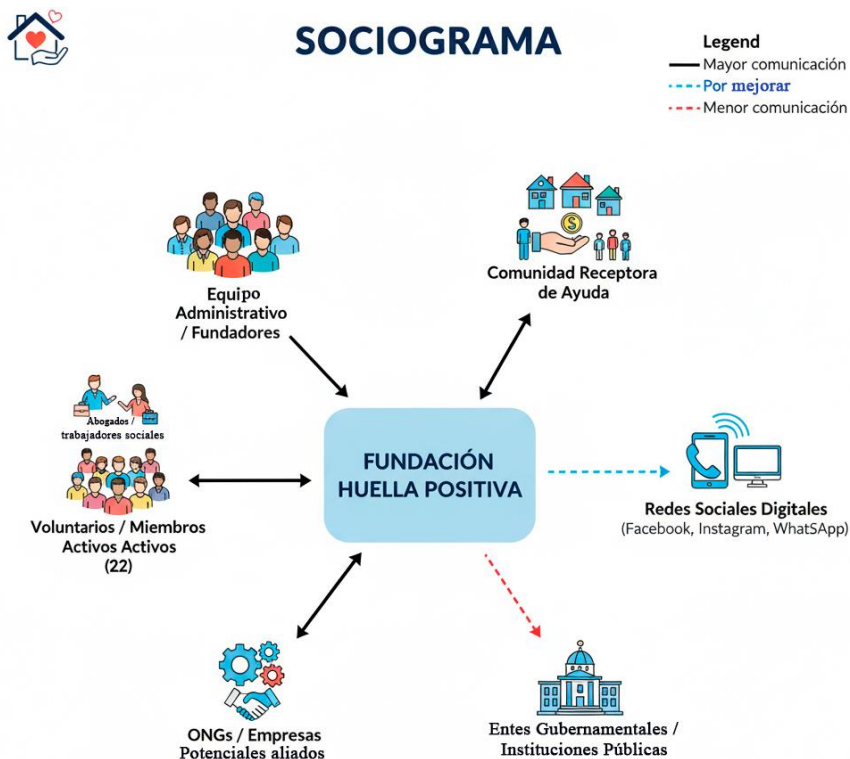 SOCIOGRAMA
Legend
Mayor comunicación
Por mejorar
Menor comunicación
Equipo
Administrativo
/ Fundadores
Comunidad Receptora
de Ayuda
$
Abogados /
trabajadores sociales
Voluntarios / Miembros
Activos Activos
(22)
FUNDACIÓN
HUELLA POSITIVA
Redes Sociales Digitales
(Facebook, Instagram, WhatSApp)
ONGs / Empresas
Potenciales aliados
Entes Gubernamentales /
Instituciones Públicas